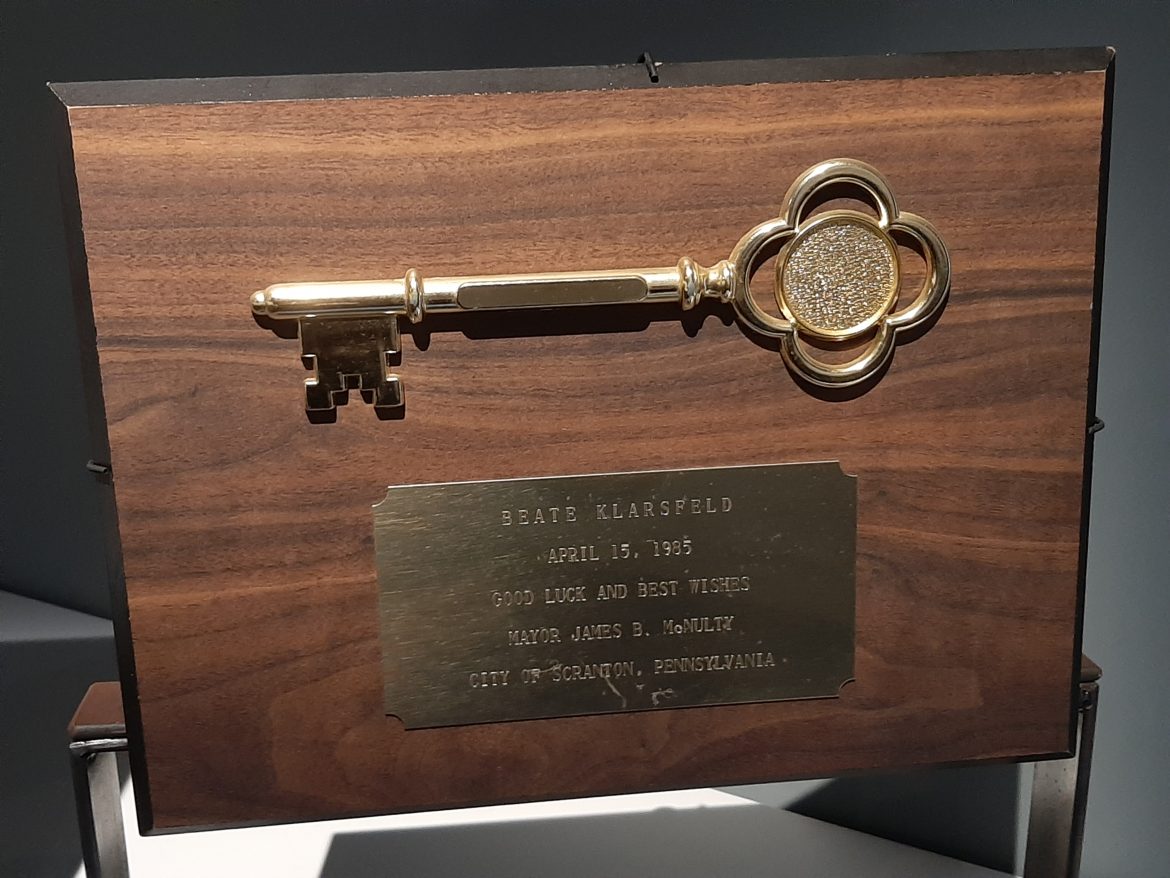 BEATE KLARSFELD
APRIL 15, 1985
GOOD LUCK AND BEST WISHES
MAYOR JAMES B. McNULTY
CITY OF SCRANTON, PENNSYLVANIA